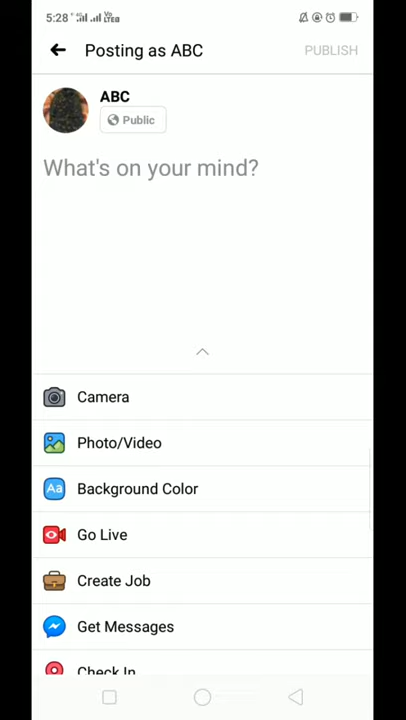 5:28
Posting as ABC
PUBLISH
ABC
Public
What's on your mind?
Camera
Photo/Video
Aa
Background Color
Go Live
Create Job
Get Messages
Check In